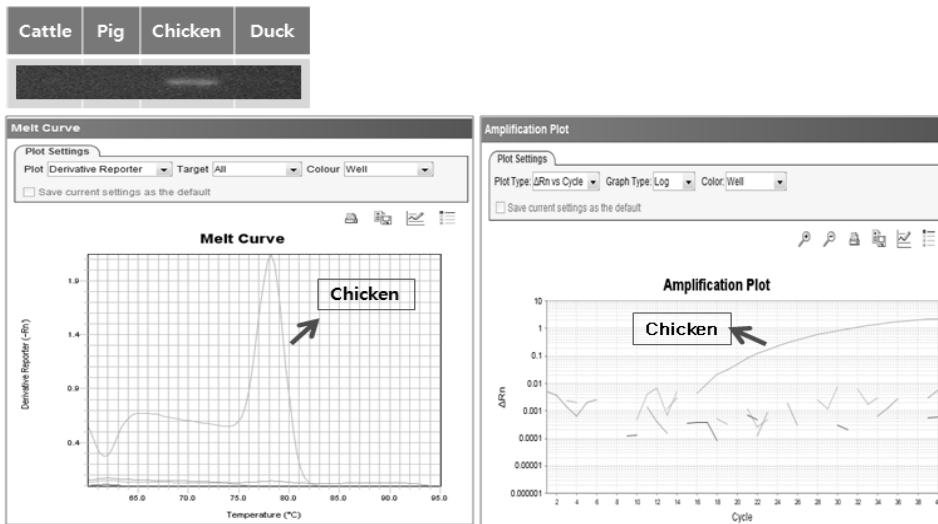 Cattle Pig Chicken Duck
Melt Curve
Plot Settings
Plot Derivative Reporter Target All Colour Well
Save current settings as the default
Melt Curve
Chicken
1.9
1.4
0.9
0.4
Derivative Reporter (-Rn')
65.0 70.0 75.0 80.0 85.0 90.0 95.0
Temperature (°C)
Amplification Plot
Plot Settings
Plot Type: ΔRn vs Cycle Graph Type: Log Color: Well
Save current settings as the default
Amplification Plot
Chicken
10
1
0.1
0.01
0.001
0.0001
0.00001
0.000001
ΔRn
2 4 6 8 10 12 14 16 18 20 22 24 26 28 30 32 34 36 38
Cycle